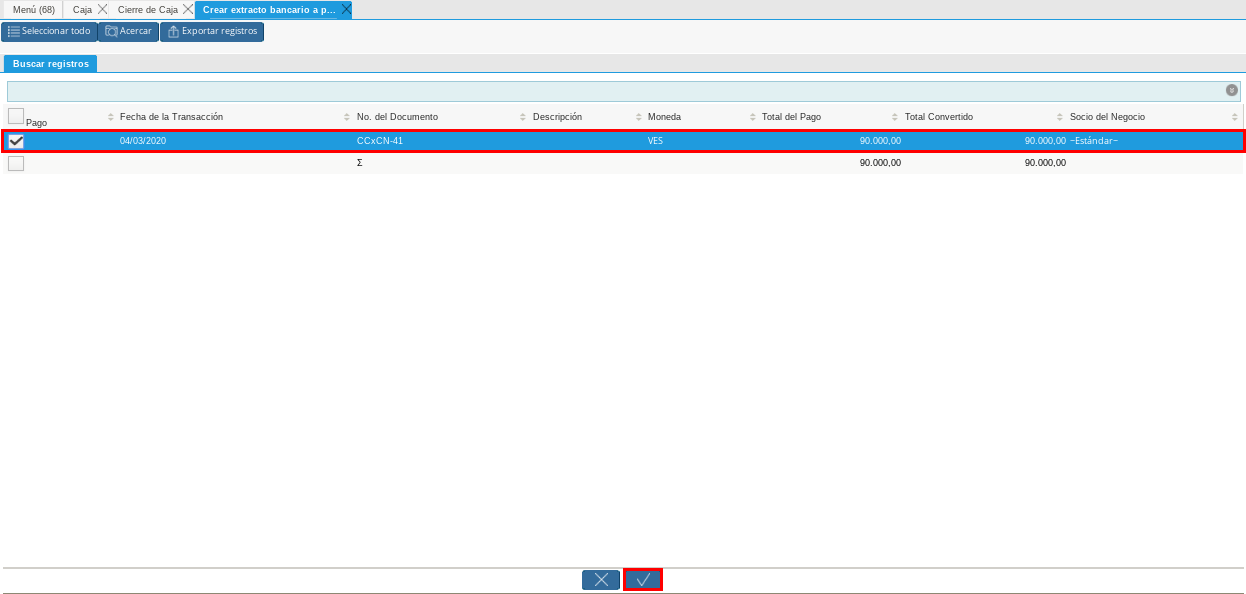 Menú (68) Caja Cierre de Caja Crear extracto bancario a p...
Seleccionar todo Acercar Exportar registros
Buscar registros
Pago Fecha de la Transacción No. del Documento Descripción Moneda Total del Pago Total Convertido Socio del Negocio
04/03/2020 CCxCN-41 VES 90.000,00 90.000,00 ~Estándar~
Σ 90.000,00 90.000,00